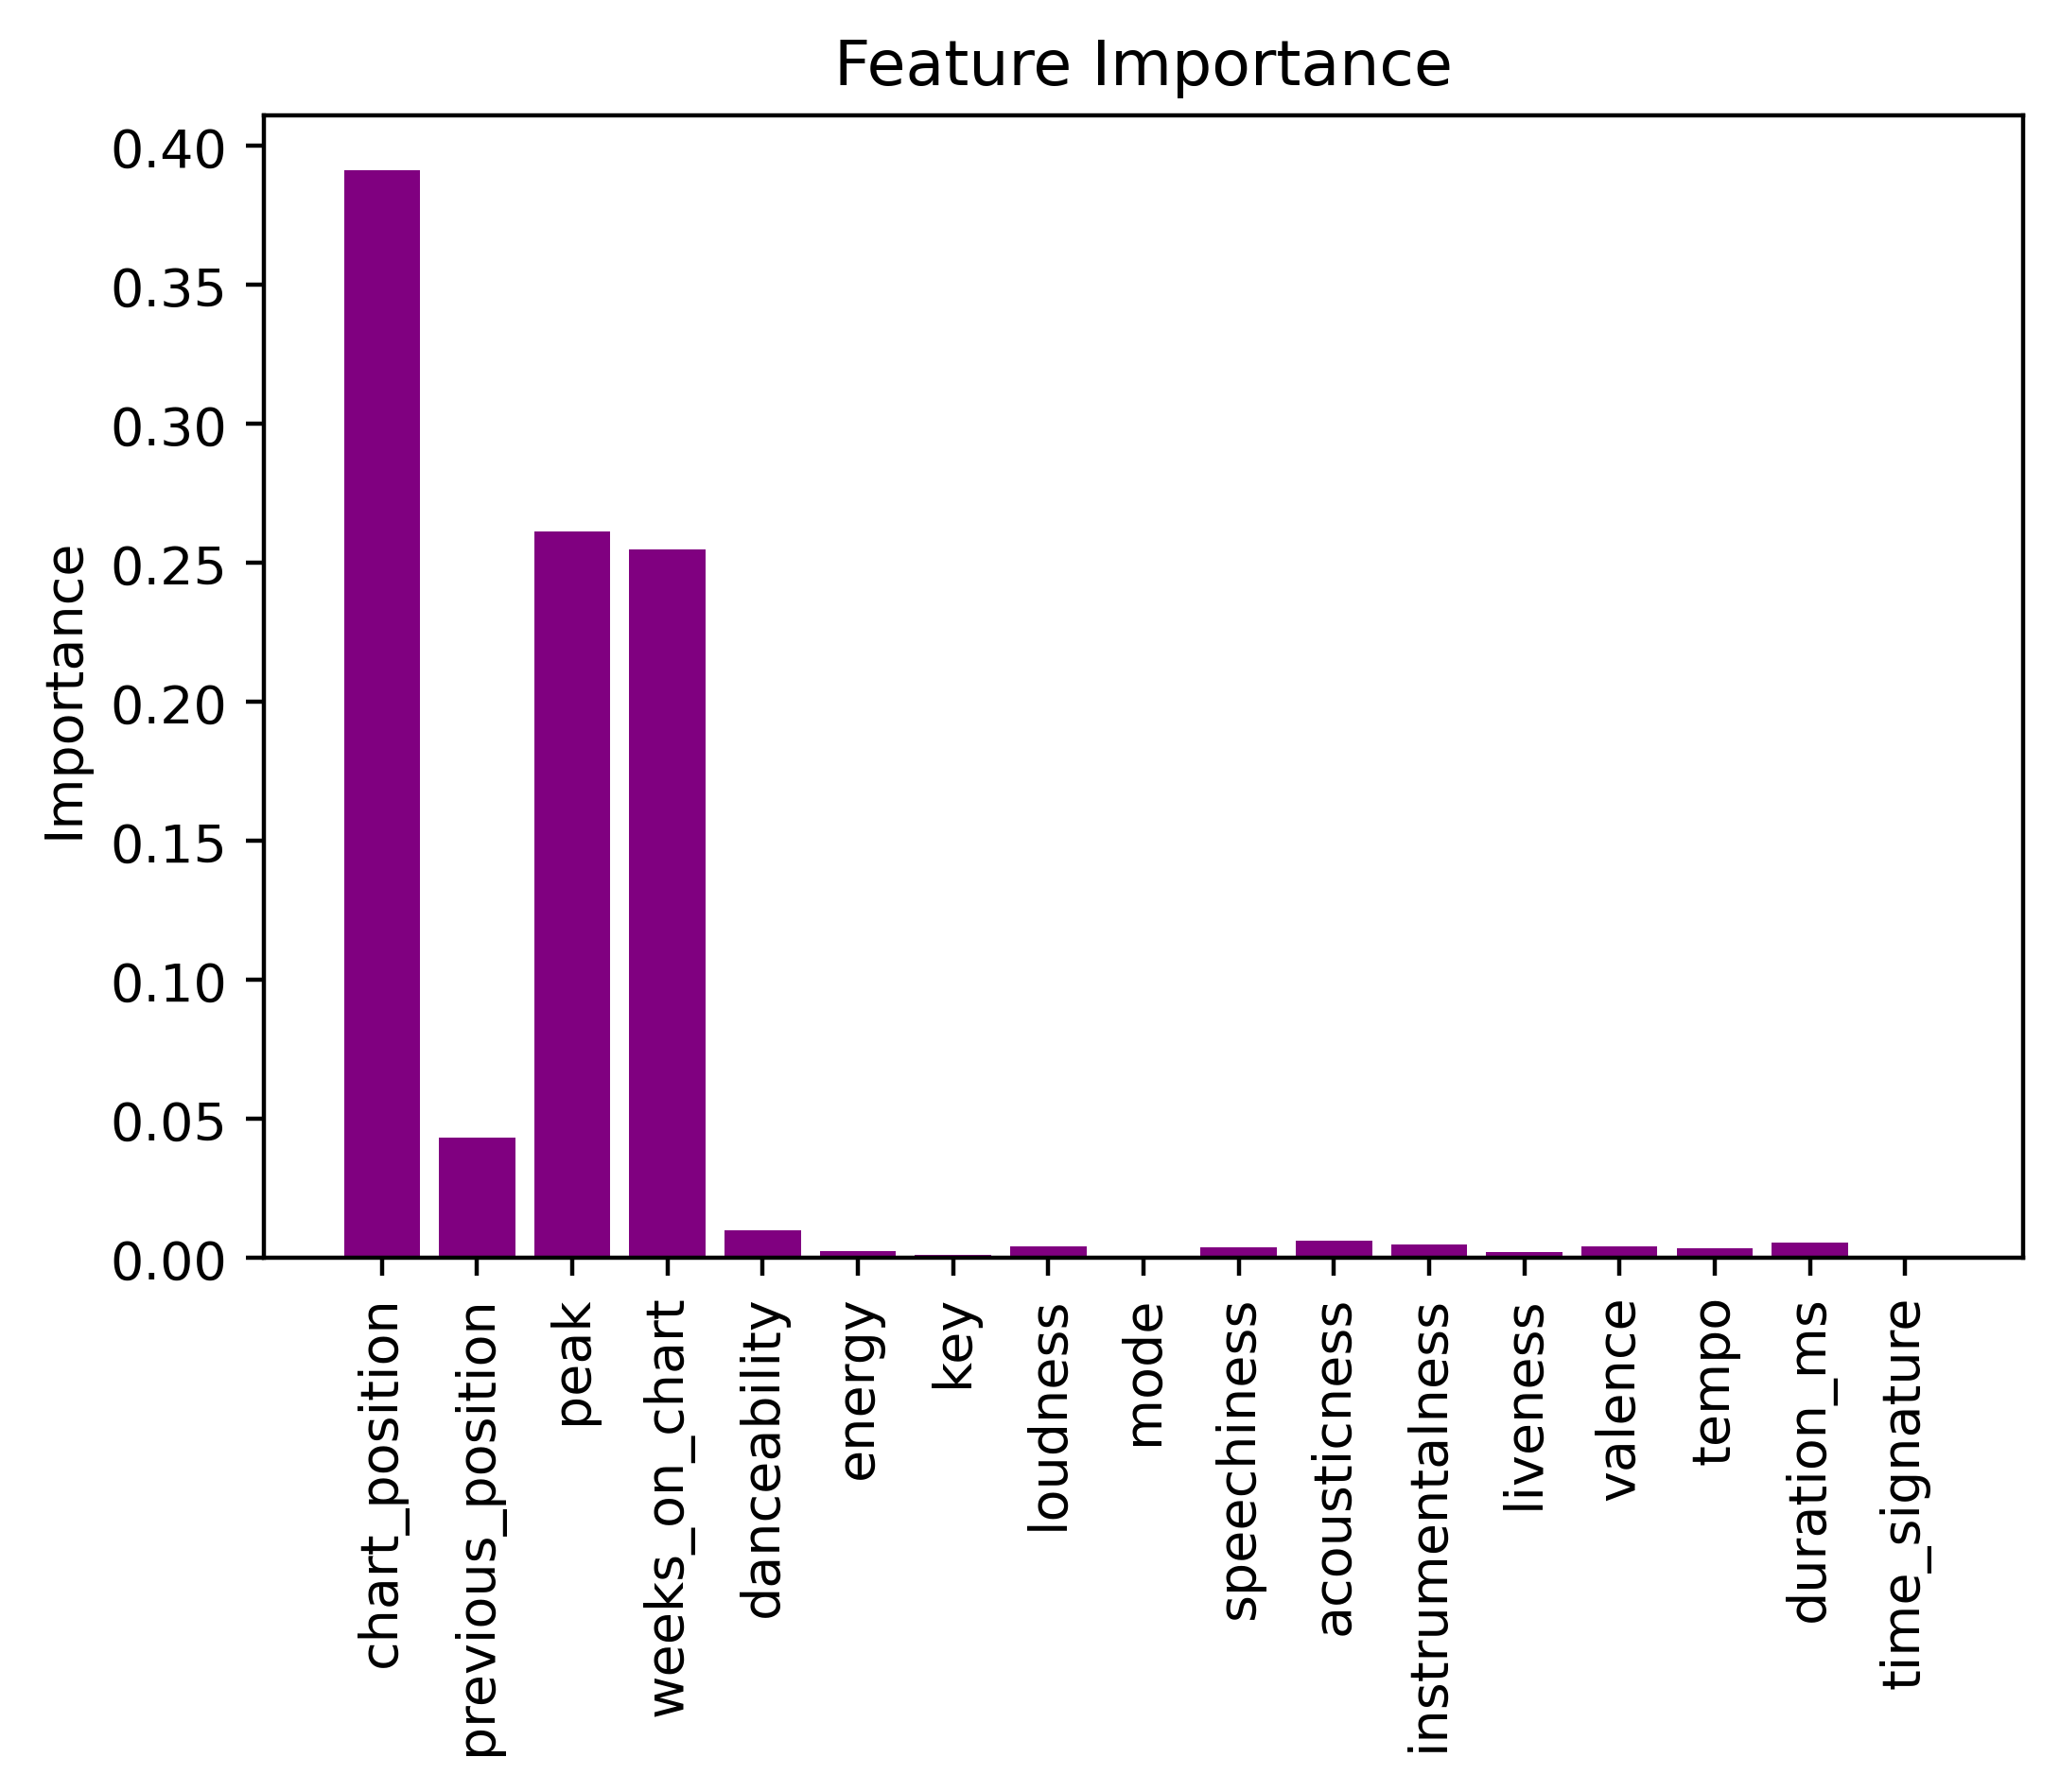 Feature Importance
Importance
0.40
0.35
0.30
0.25
0.20
0.15
0.10
0.05
0.00
chart_position
previous_position
peak
weeks_on_chart
danceability
energy
key
loudness
mode
speechiness
acousticness
instrumentalness
liveness
valence
tempo
duration_ms
time_signature